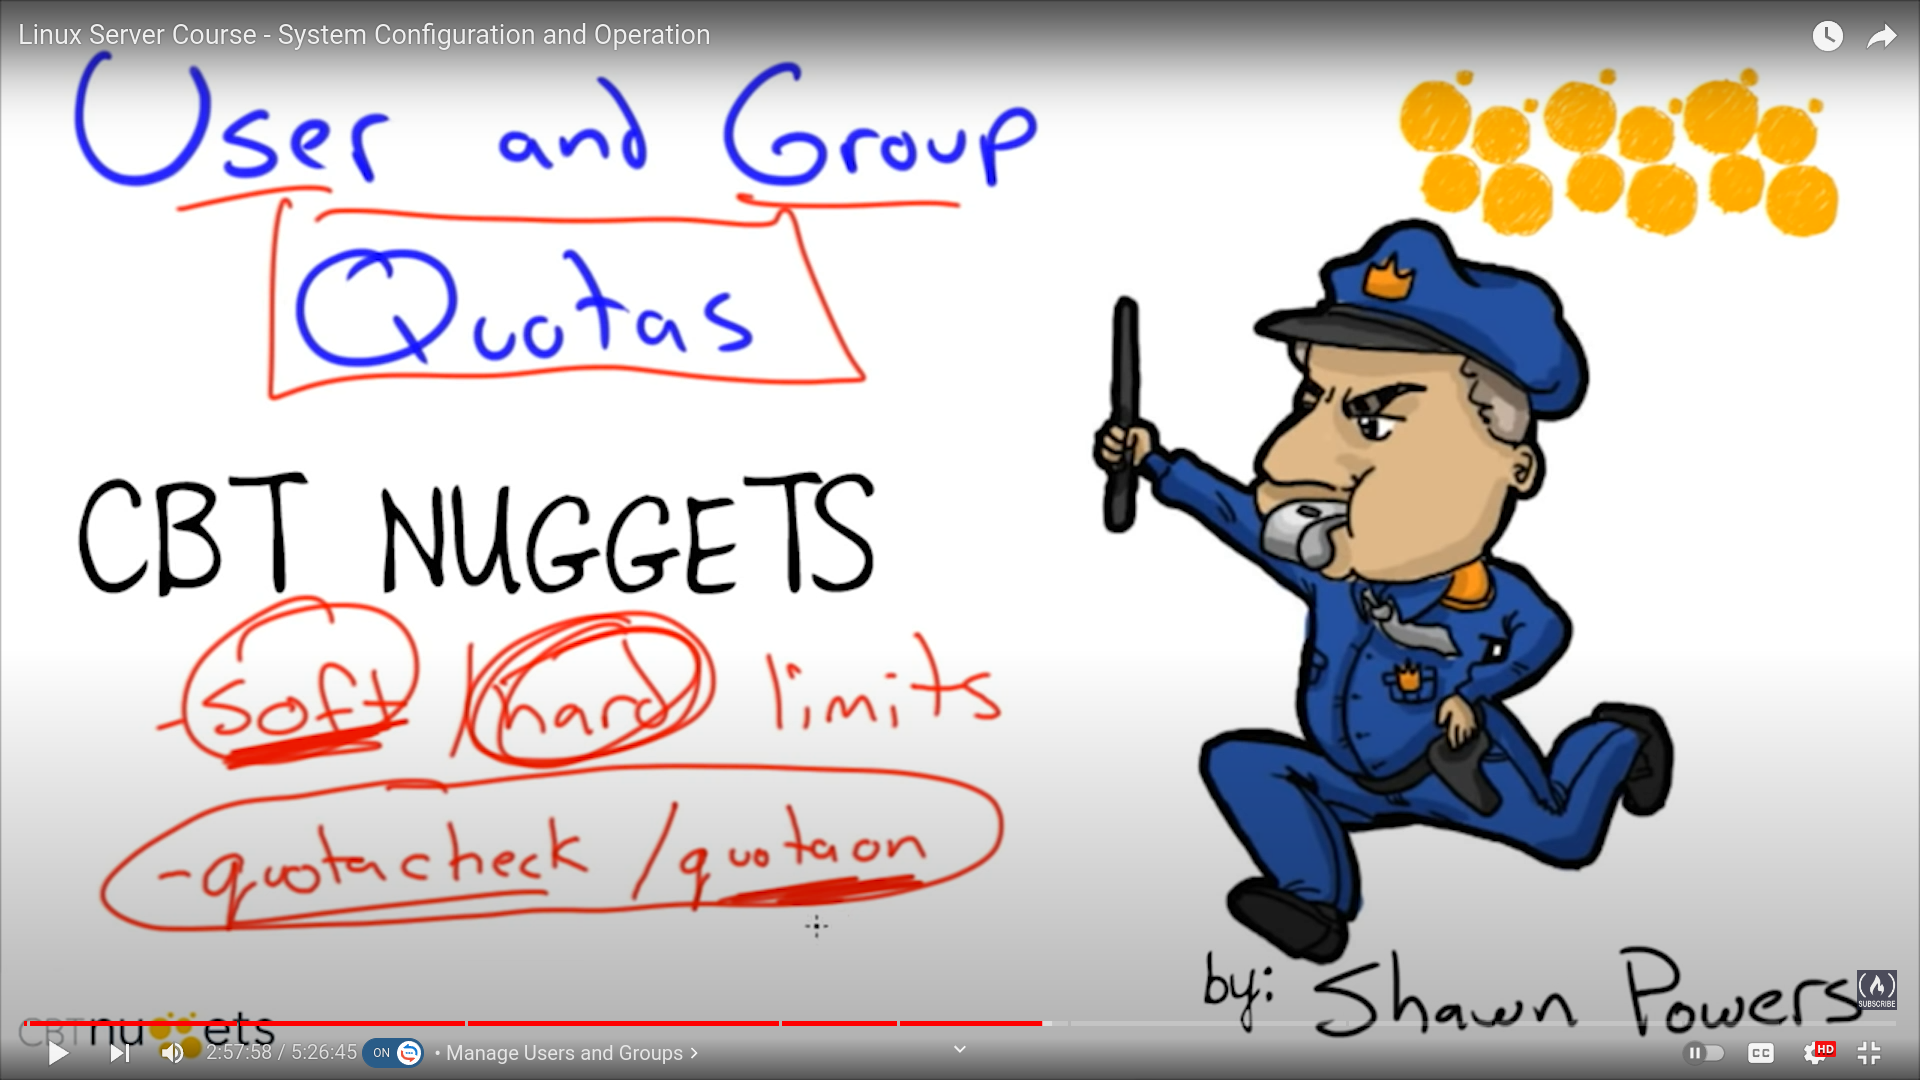 Linux Server Course - System Configuration and Operation
User and Group
Quotas
CBT NUGGETS
- soft / hard limits
- quotacheck / quotaon
by: Shawn Powers
SUBSCRIBE
CBTnuggets
2:57:58 / 5:26:45 ON • Manage Users and Groups >
CC
HD